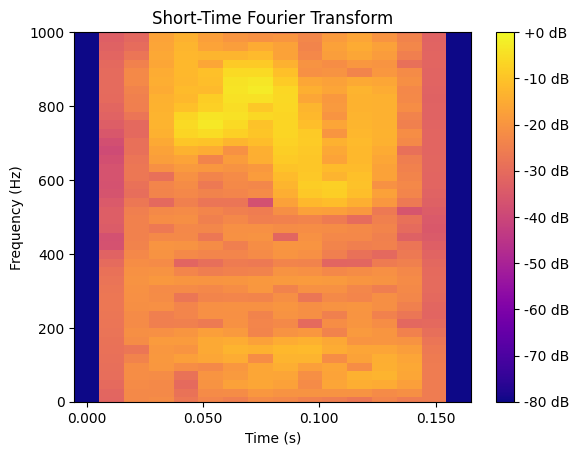 Short-Time Fourier Transform
1000
800
600
400
200
0
Frequency (Hz)
0.000
0.050
0.100
0.150
Time (s)
+0 dB
-10 dB
-20 dB
-30 dB
-40 dB
-50 dB
-60 dB
-70 dB
-80 dB